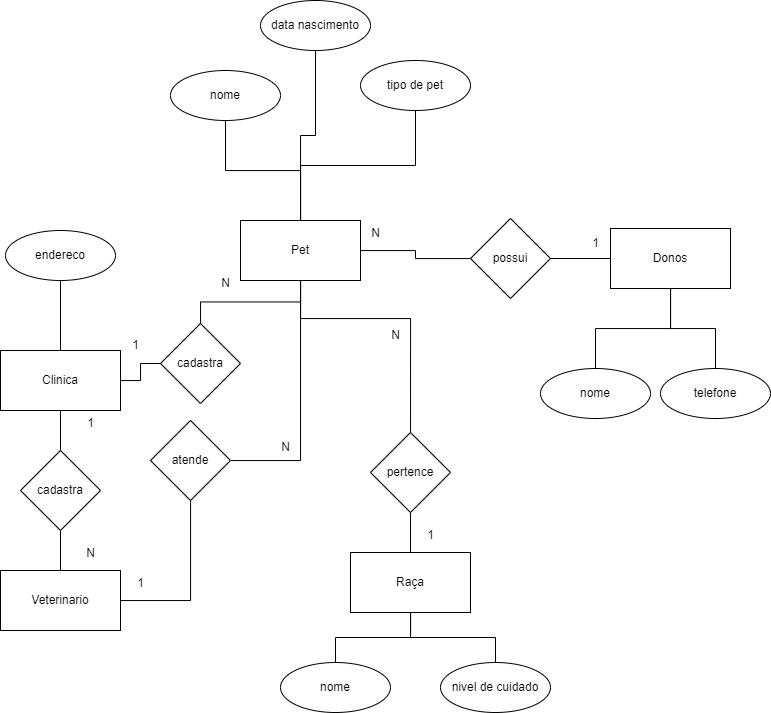 data nascimento
tipo de pet
nome
N
1
Pet
possui
Donos
endereco
N
1
N
cadastra
Clinica
nome
telefone
1
N
atende
pertence
cadastra
1
N
1
Raça
Veterinario
nome
nivel de cuidado